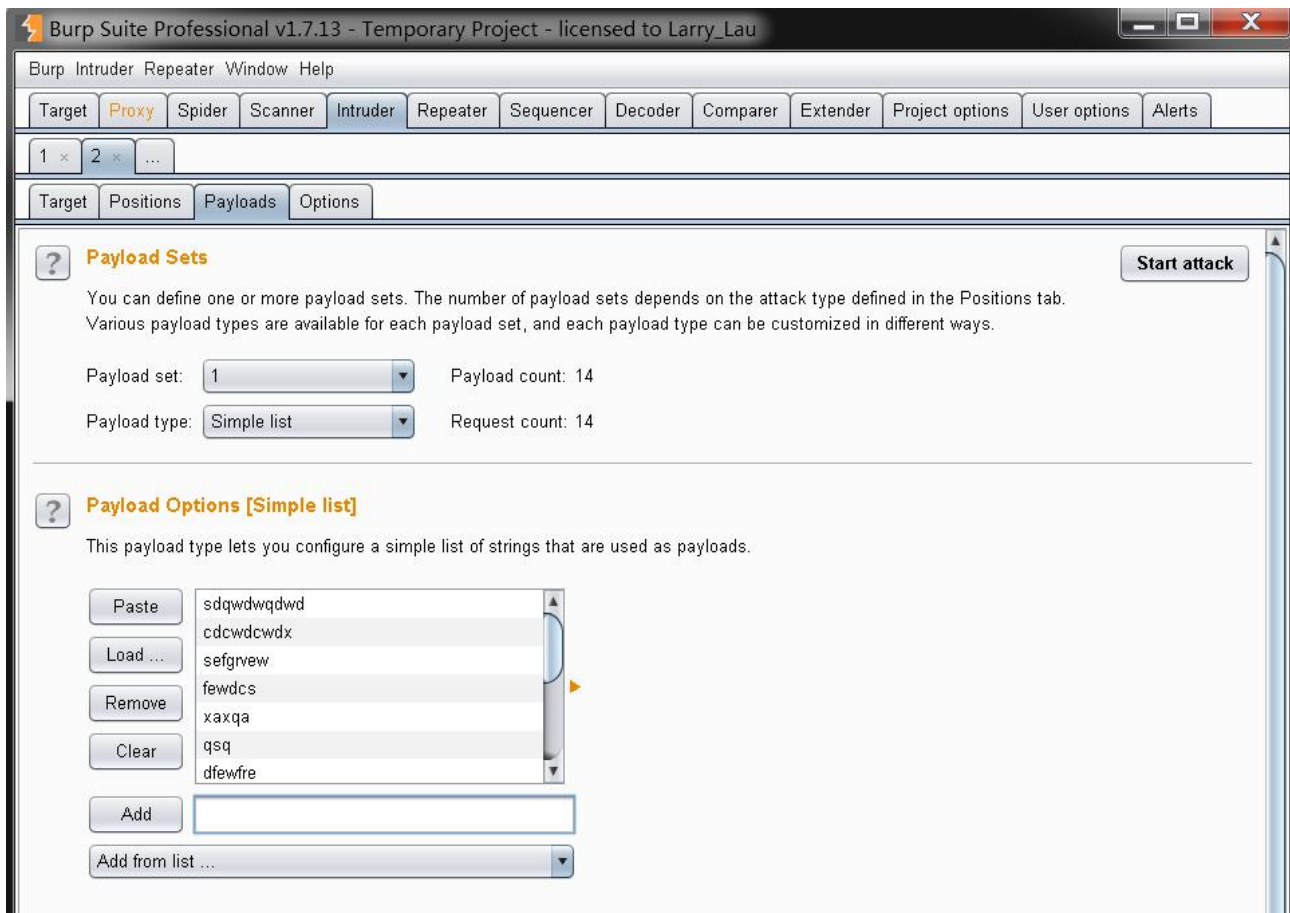 Burp Suite Professional v1.7.13 - Temporary Project - licensed to Larry_Lau
Burp Intruder Repeater Window Help
Target Proxy Spider Scanner Intruder Repeater Sequencer Decoder Comparer Extender Project options User options Alerts
1 × 2 × ...
Target Positions Payloads Options
? Payload Sets Start attack
You can define one or more payload sets. The number of payload sets depends on the attack type defined in the Positions tab.
Various payload types are available for each payload set, and each payload type can be customized in different ways.
Payload set: 1 Payload count: 14
Payload type: Simple list Request count: 14
? Payload Options [Simple list]
This payload type lets you configure a simple list of strings that are used as payloads.
Paste
Load ...
Remove
Clear
sdqwdwqdwd
cdcwdcwdx
sefgrvew
fewdcs
xaxqa
qsq
dfewfre
Add
Add from list ...